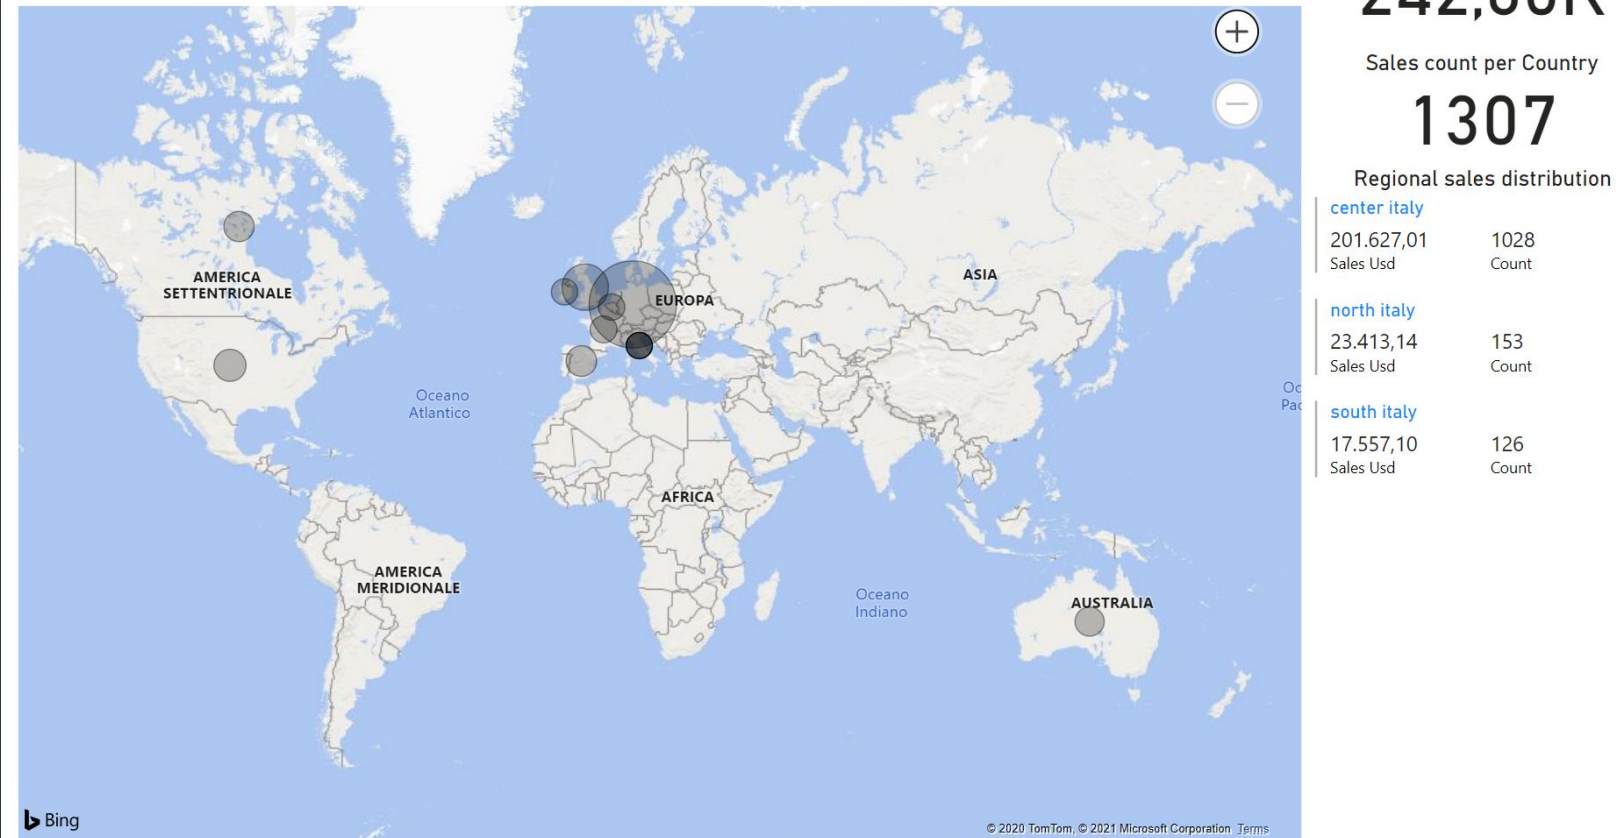 Sales count per Country
1307
Regional sales distribution
center italy
201.627,01 1028
Sales Usd Count
north italy
23.413,14 153
Sales Usd Count
south italy
17.557,10 126
Sales Usd Count
AMERICA
SETTENTRIONALE
EUROPA
ASIA
Oceano
Atlantico
Oc
Pac
AFRICA
AMERICA
MERIDIONALE
Oceano
Indiano
AUSTRALIA
Bing
© 2020 TomTom, © 2021 Microsoft Corporation Terms